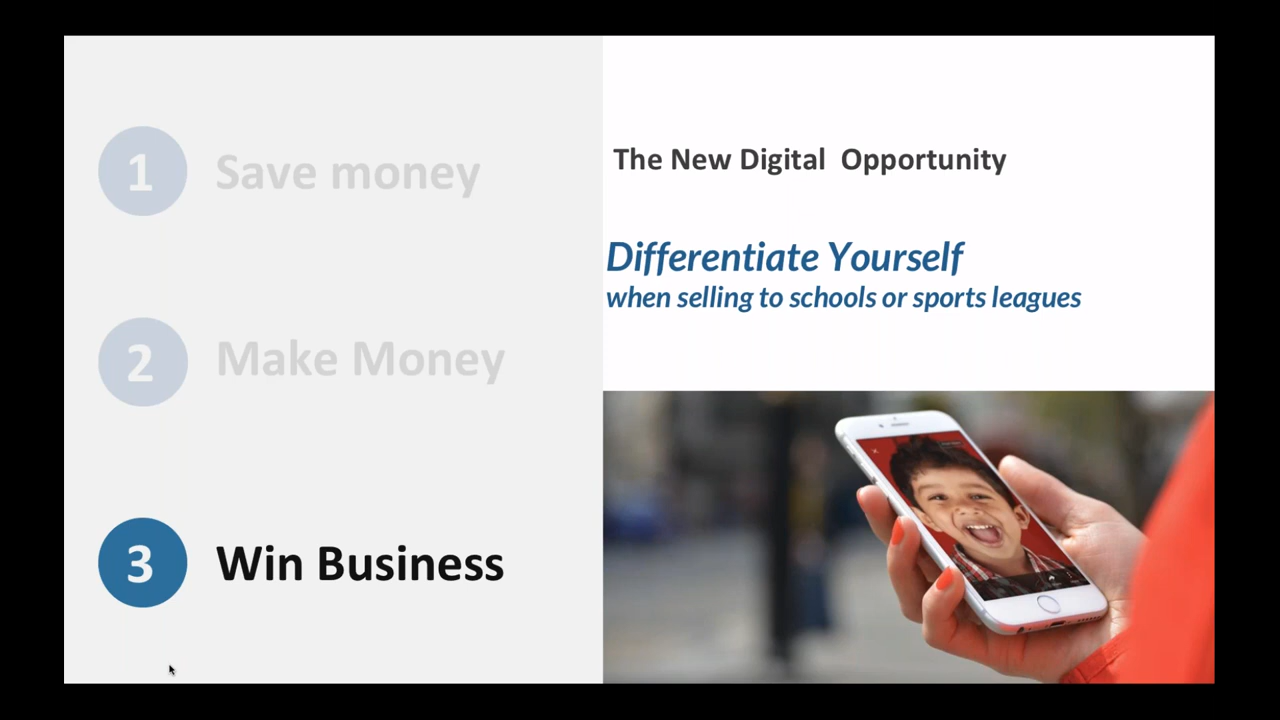 1 Save money
2 Make Money
3 Win Business
The New Digital  Opportunity
Differentiate Yourself
when selling to schools or sports leagues